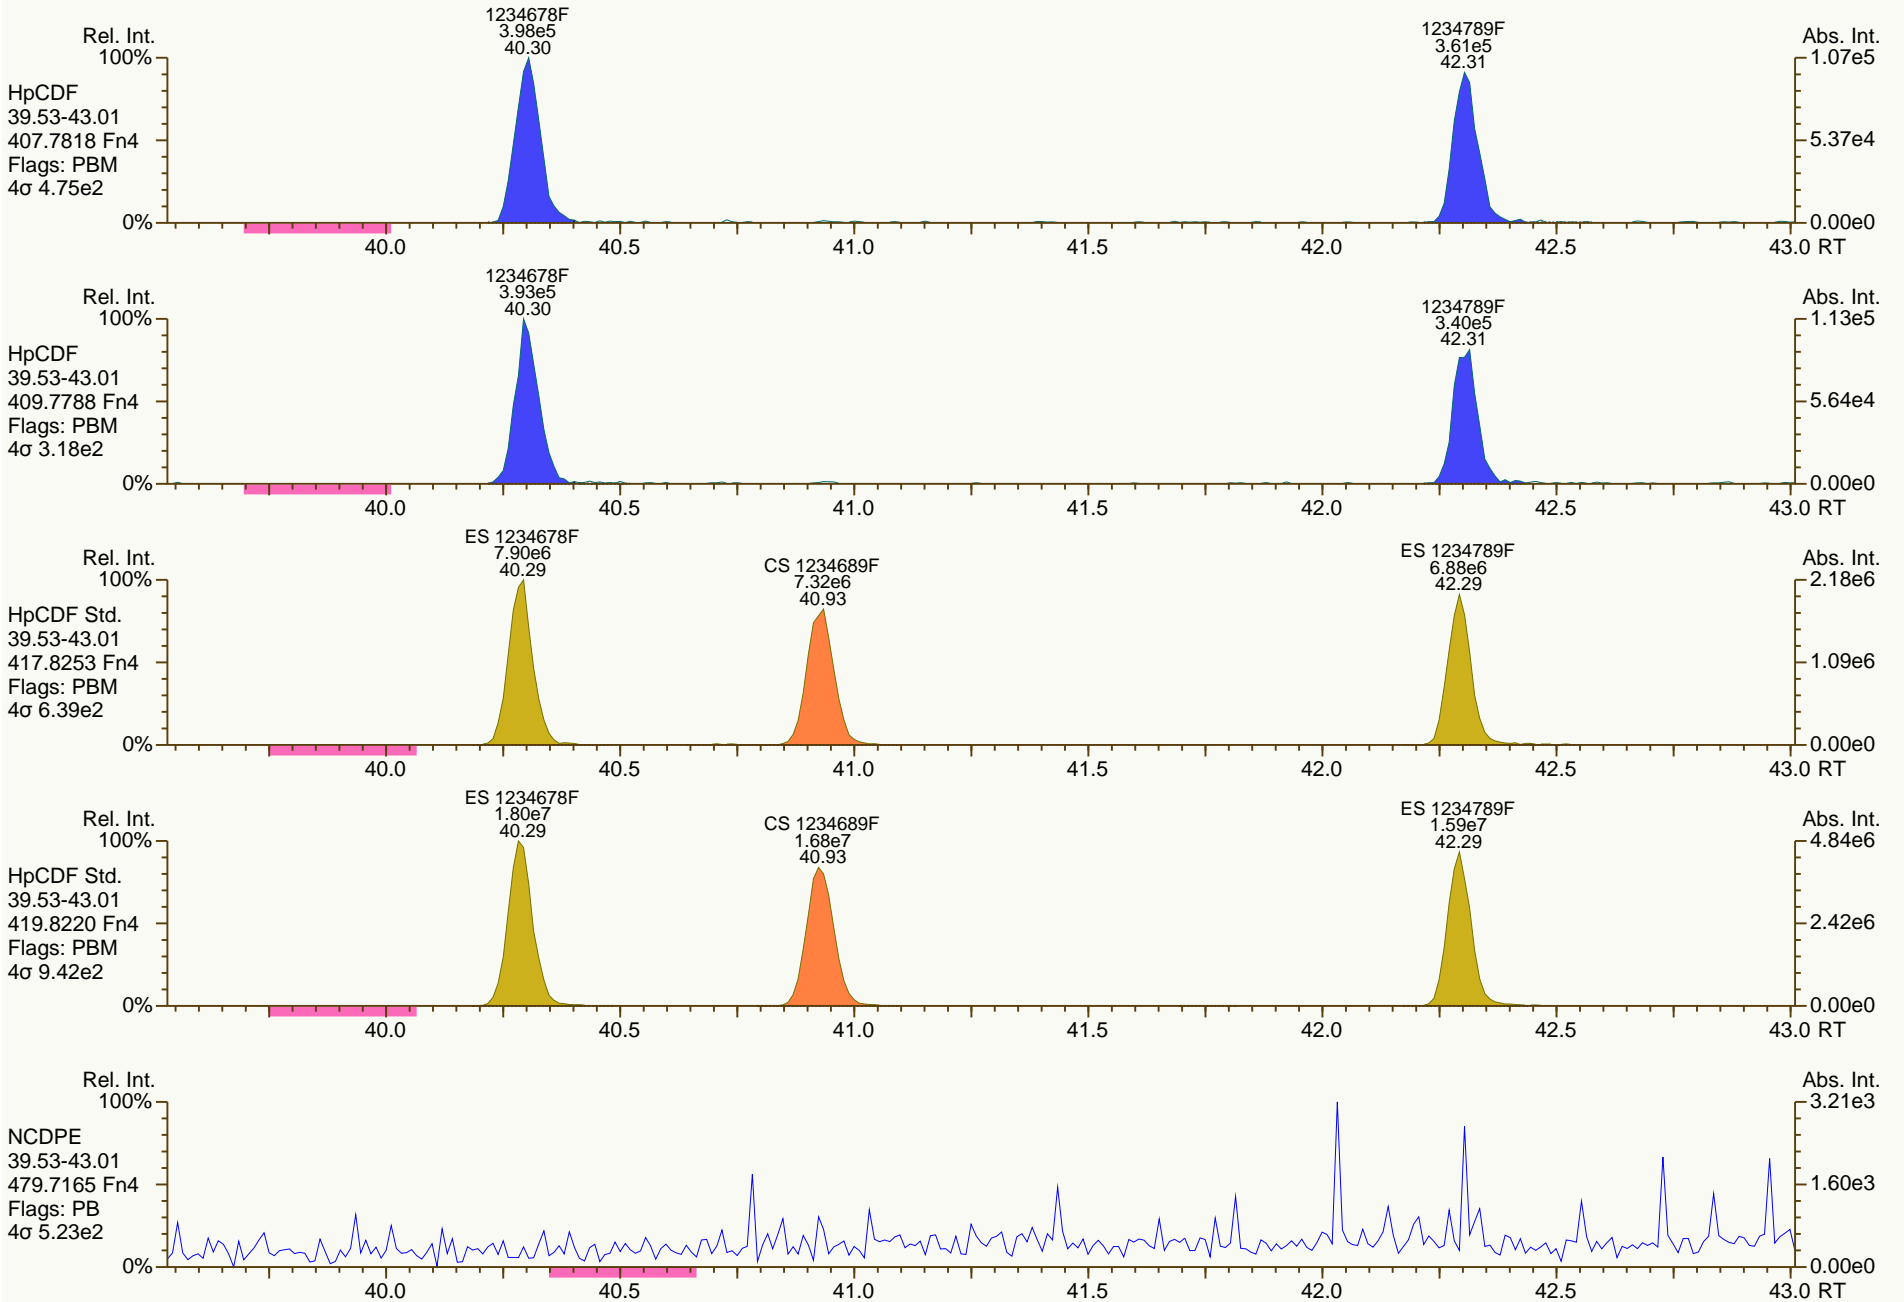 1234678F
3.98e5
40.30
1234789F
3.61e5
42.31
Rel. Int.
Abs. Int.
100%
1.07e5
HpCDF
39.53-43.01
407.7818 Fn4
5.37e4
Flags: PBM
4σ 4.75e2
0%
0.00e0
40.0 40.5 41.0 41.5 42.0 42.5 43.0 RT
1234678F
3.93e5
40.30
1234789F
3.40e5
42.31
Rel. Int.
Abs. Int.
100%
1.13e5
HpCDF
39.53-43.01
409.7788 Fn4
5.64e4
Flags: PBM
4σ 3.18e2
0%
0.00e0
40.0 40.5 41.0 41.5 42.0 42.5 43.0 RT
ES 1234678F
7.90e6
40.29
CS 1234689F
7.32e6
40.93
ES 1234789F
6.88e6
42.29
Rel. Int.
Abs. Int.
100%
2.18e6
HpCDF Std.
39.53-43.01
417.8253 Fn4
1.09e6
Flags: PBM
4σ 6.39e2
0%
0.00e0
40.0 40.5 41.0 41.5 42.0 42.5 43.0 RT
ES 1234678F
1.80e7
40.29
CS 1234689F
1.68e7
40.93
ES 1234789F
1.59e7
42.29
Rel. Int.
Abs. Int.
100%
4.84e6
HpCDF Std.
39.53-43.01
419.8220 Fn4
2.42e6
Flags: PBM
4σ 9.42e2
0%
0.00e0
40.0 40.5 41.0 41.5 42.0 42.5 43.0 RT
Rel. Int.
Abs. Int.
100%
3.21e3
NCDPE
39.53-43.01
479.7165 Fn4
1.60e3
Flags: PB
4σ 5.23e2
0%
0.00e0
40.0 40.5 41.0 41.5 42.0 42.5 43.0 RT